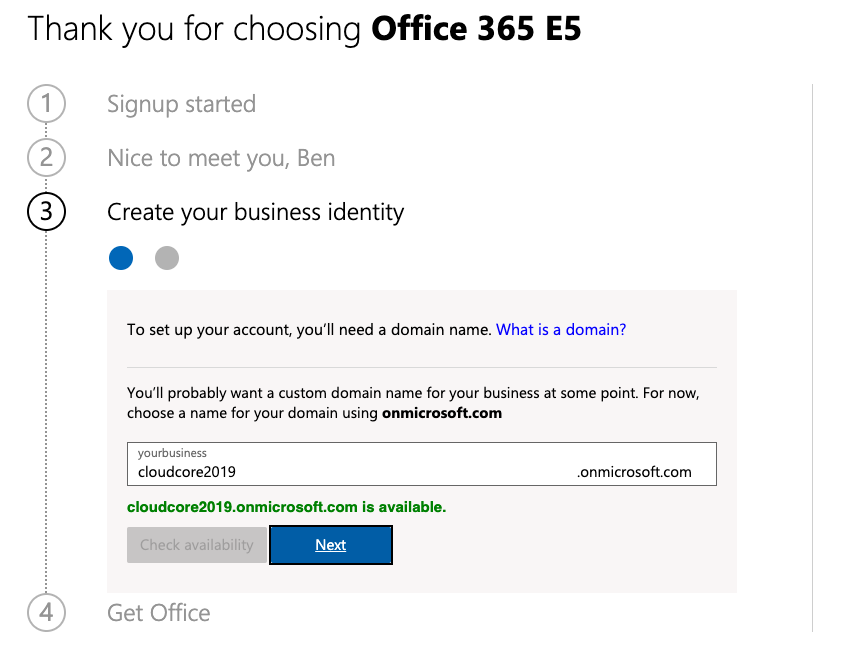 Thank you for choosing Office 365 E5
1 Signup started
2 Nice to meet you, Ben
3 Create your business identity
To set up your account, you’ll need a domain name. What is a domain?
You’ll probably want a custom domain name for your business at some point. For now,
choose a name for your domain using onmicrosoft.com
yourbusiness
cloudcore2019 .onmicrosoft.com
cloudcore2019.onmicrosoft.com is available.
Check availability Next
4 Get Office